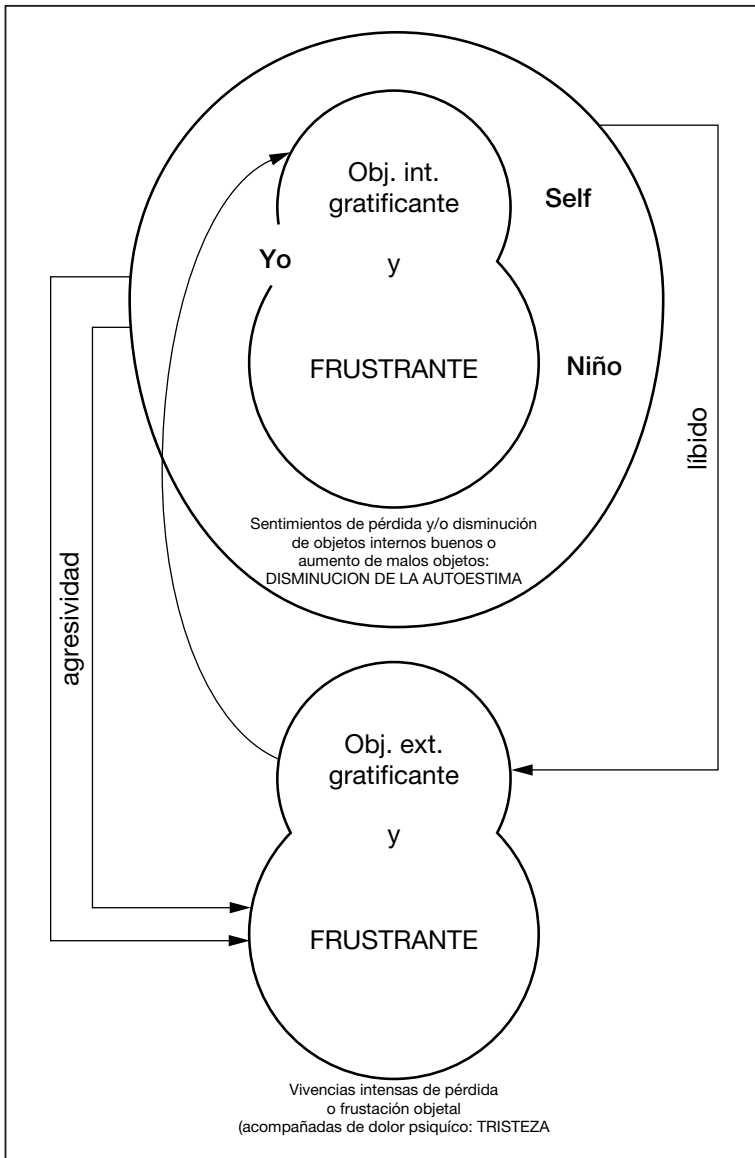 Obj. int.
gratificante
Self
Yo
y
FRUSTRANTE
Niño
líbido
Sentimientos de pérdida y/o disminución
de objetos internos buenos o
aumento de malos objetos:
DISMINUCION DE LA AUTOESTIMA
agresividad
Obj. ext.
gratificante
y
FRUSTRANTE
Vivencias intensas de pérdida
o frustación objetal
(acompañadas de dolor psiquíco: TRISTEZA